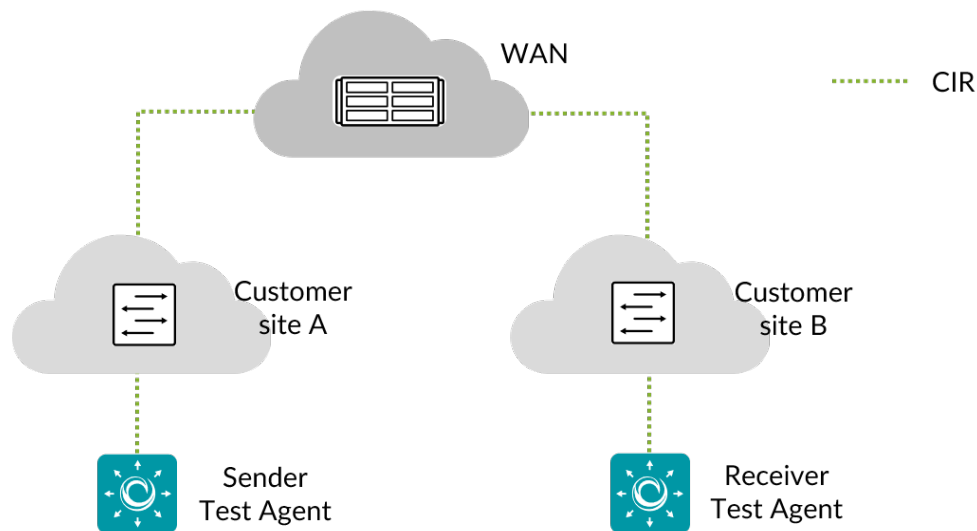 WAN
CIR
Customer
site A
Customer
site B
Sender
Test Agent
Receiver
Test Agent